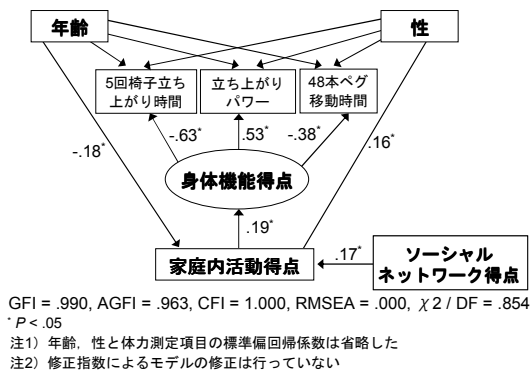 年齢
性
5回椅子立ち
上がり時間
立ち上がり
パワー
48本ペグ
移動時間
-.63*
.53*
-.38*
-.18*
.16*
身体機能得点
.19*
家庭内活動得点
.17*
ソーシャル
ネットワーク得点
GFI = .990, AGFI = .963, CFI = 1.000, RMSEA = .000, χ2 / DF = .854
* P < .05
注1）年齢，性と体力測定項目の標準偏回帰係数は省略した
注2）修正指数によるモデルの修正は行っていない